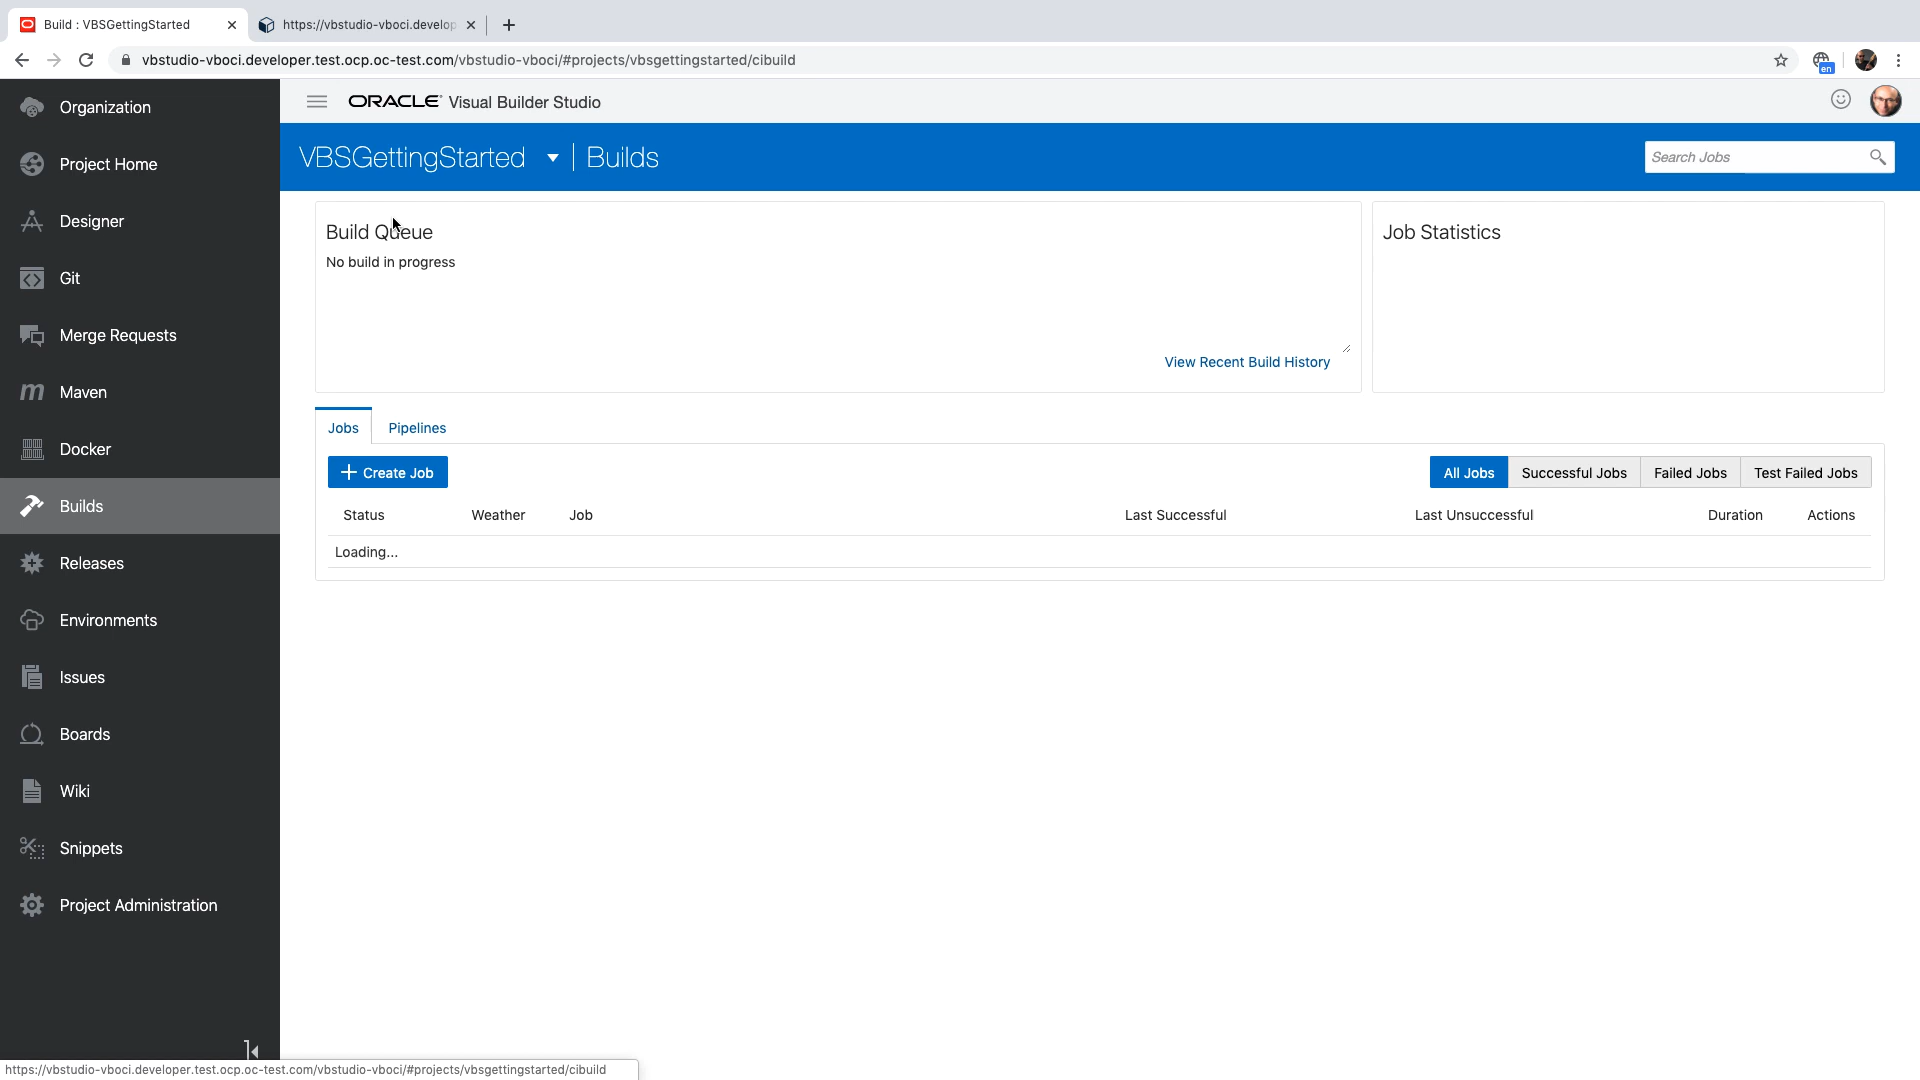 Build : VBSGettingStarted
https://vbstudio-vboci.develop
vbstudio-vboci.developer.test.ocp.oc-test.com/vbstudio-vboci/#projects/vbsgettingstarted/cibuild
en
Organization
Project Home
Designer
Git
Merge Requests
m Maven
Docker
Builds
Releases
Environments
Issues
Boards
Wiki
Snippets
Project Administration
ORACLE Visual Builder Studio
VBSGettingStarted
Builds
Search Jobs
Build Queue
No build in progress
View Recent Build History
Job Statistics
Jobs
Pipelines
Create Job
All Jobs
Successful Jobs
Failed Jobs
Test Failed Jobs
Status Weather Job Last Successful Last Unsuccessful Duration Actions
Loading...
https://vbstudio-vboci.developer.test.ocp.oc-test.com/vbstudio-vboci/#projects/vbsgettingstarted/cibuild